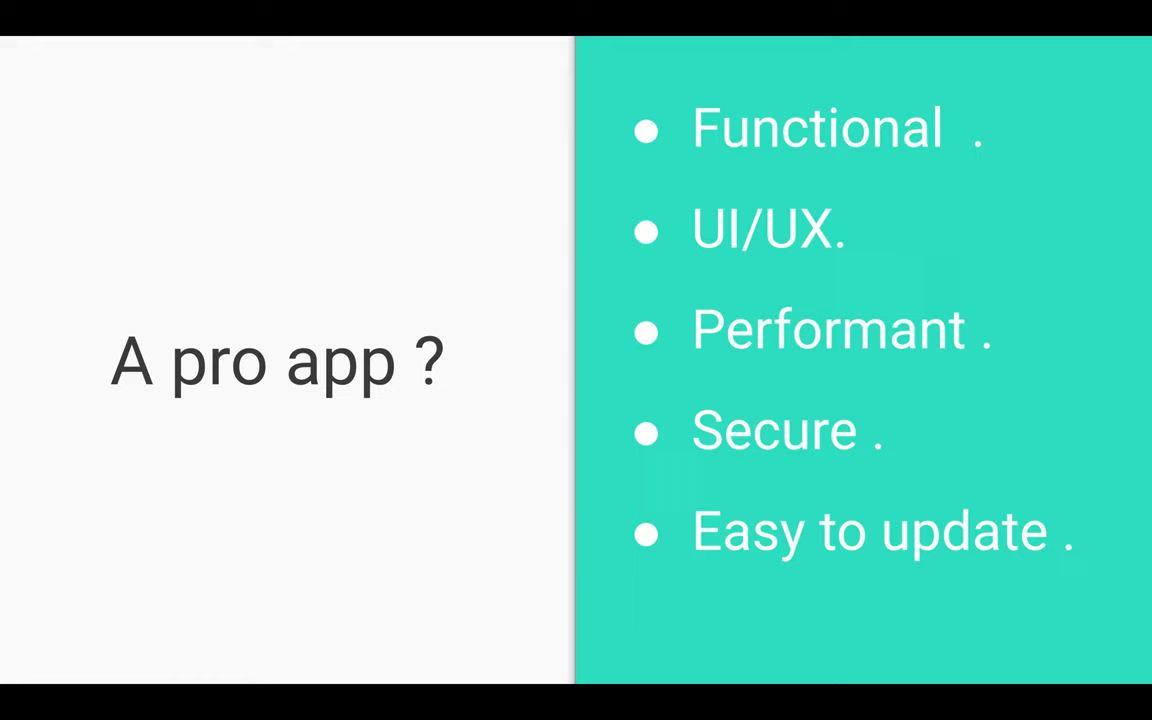 A pro app ?
● Functional  .
● UI/UX.
● Performant .
● Secure .
● Easy to update .